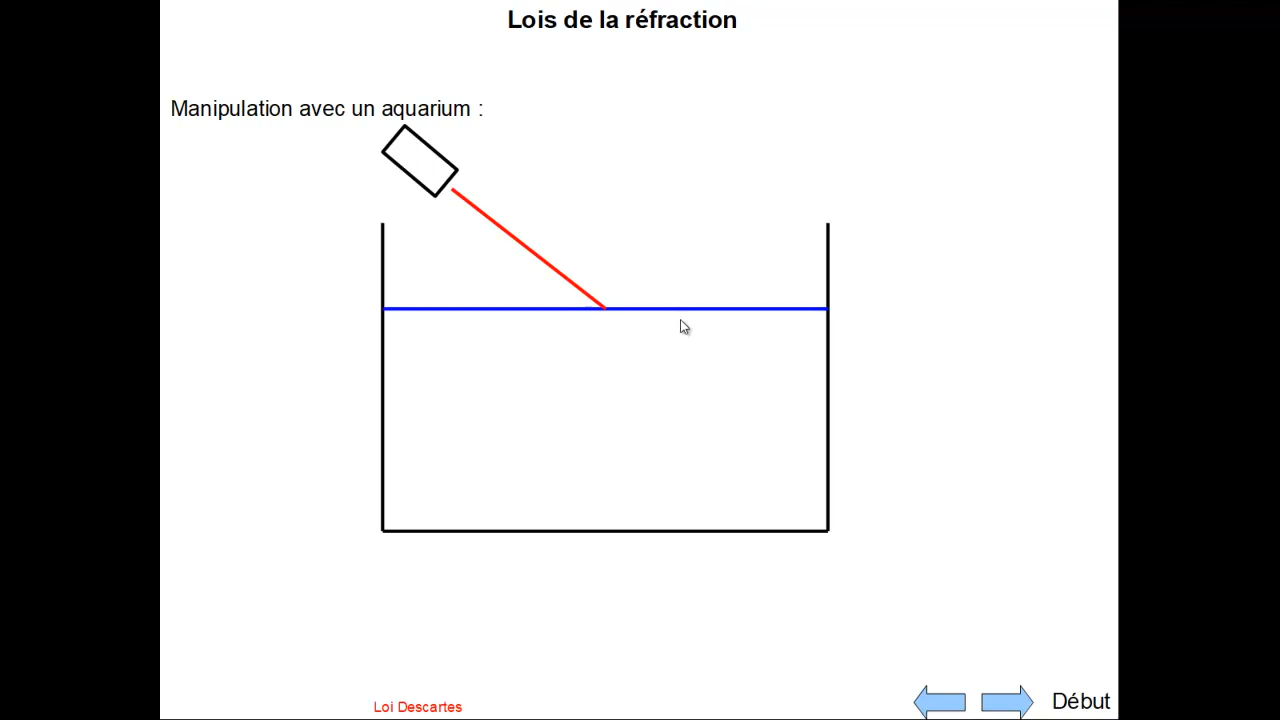 Lois de la réfraction
Manipulation avec un aquarium :
Loi Descartes
Début